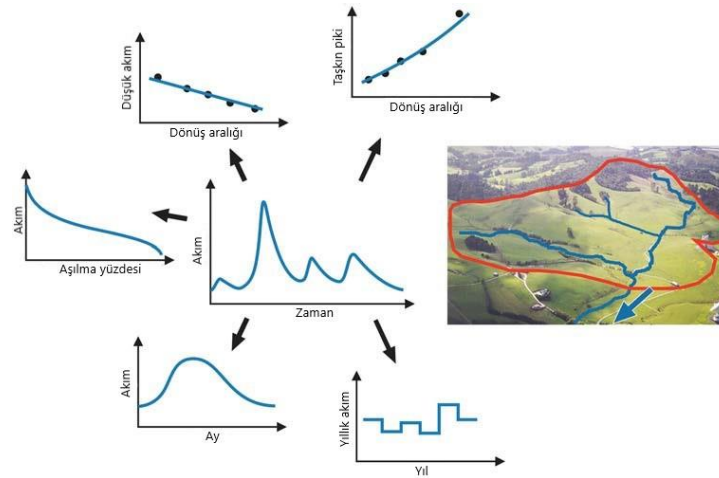 Düşük akım
Dönüş aralığı
Taşkın piki
Dönüş aralığı
Akım
Aşılma yüzdesi
Akım
Zaman
Akım
Ay
Yıllık akım
Yıl